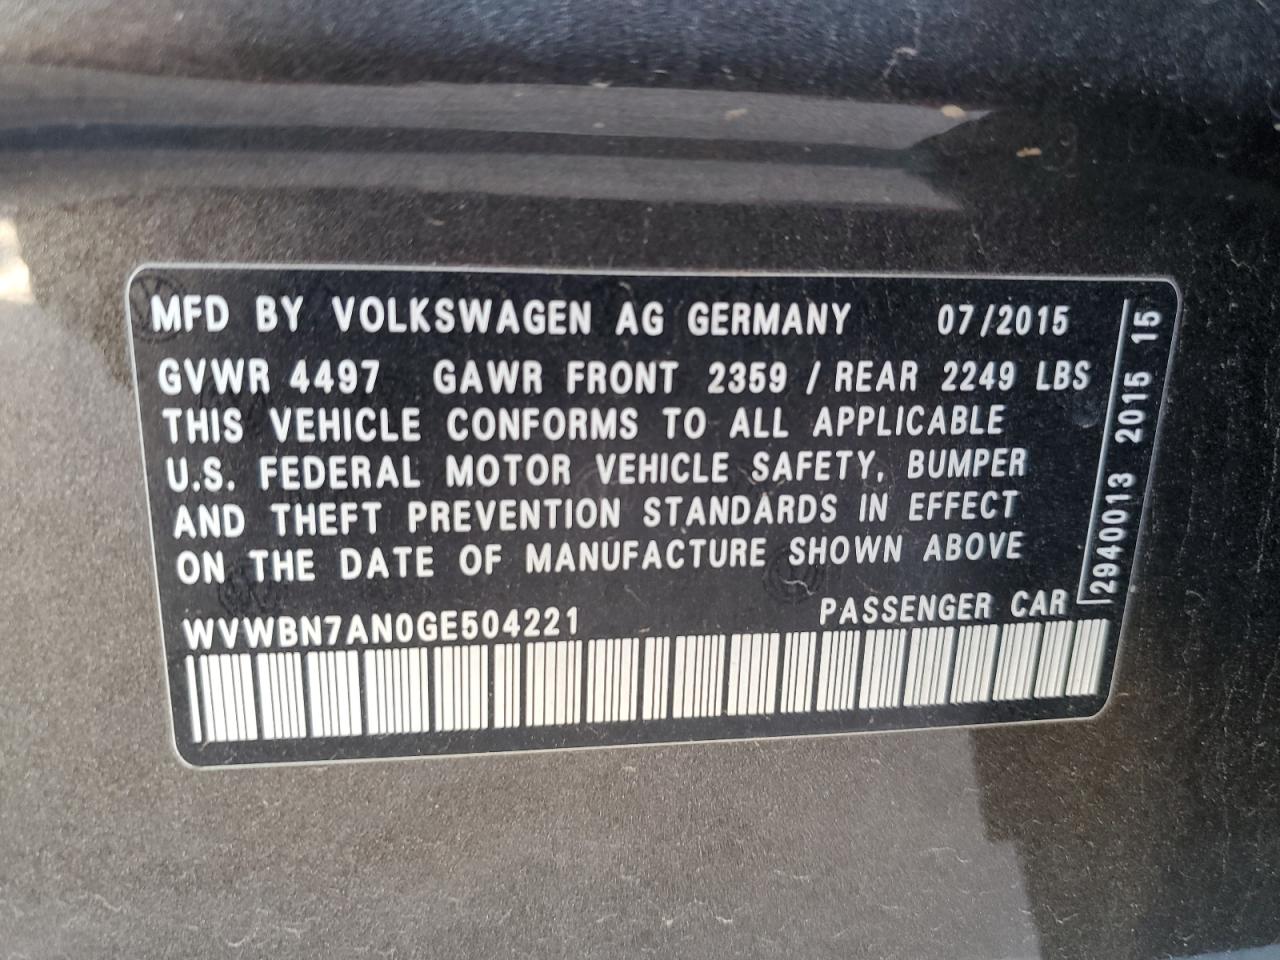 MFD BY VOLKSWAGEN AG GERMANY 07/2015
GVWR 4497 GAWR FRONT 2359 / REAR 2249 LBS
THIS VEHICLE CONFORMS TO ALL APPLICABLE
U.S. FEDERAL MOTOR VEHICLE SAFETY, BUMPER
AND THEFT PREVENTION STANDARDS IN EFFECT
ON THE DATE OF MANUFACTURE SHOWN ABOVE
WVWBN7AN0GE504221 PASSENGER CAR
2940013 2015 15